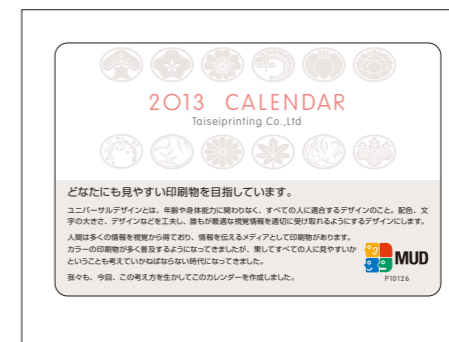 2013 CALENDAR
Taiseiprinting Co.,Ltd
どなたにも見やすい印刷物を目指しています。
ユニバーサルデザインとは、年齢や身体能力に関わりなく、すべての人に適合するデザインのこと。配色、文
字の大きさ、デザインなどを工夫し、誰もが最適な視覚情報を適切に受け取れるようにするデザインにします。
人間は多くの情報を視覚から得ており、情報を伝えるメディアとして印刷物があります。
カラーの印刷物が多く普及するようになってきましたが、果してすべての人に見やすいか
ということも考えていかねばならない時代になってきました。
我々も、今回、この考え方を生かしてこのカレンダーを作成しました。
MUD
P10126